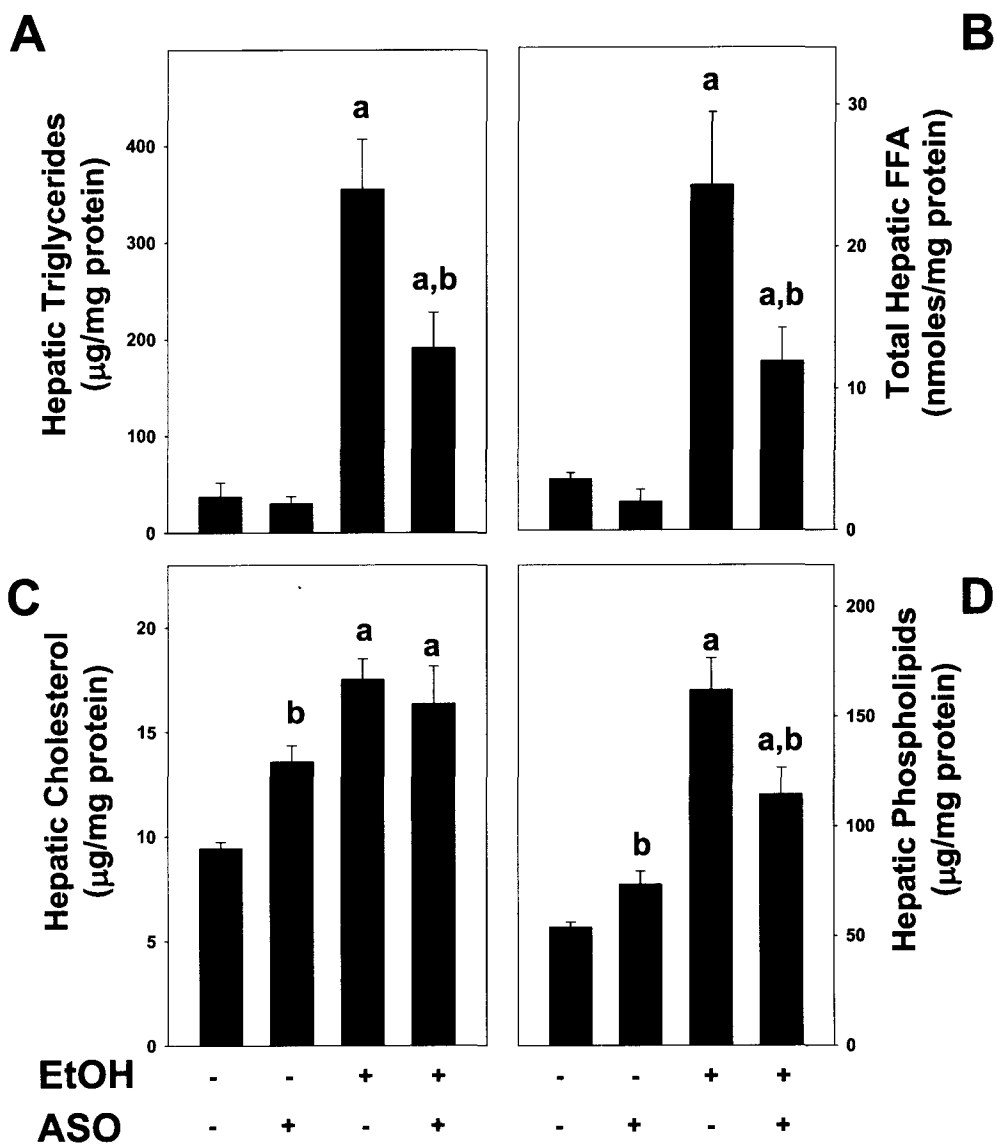 A
B
Hepatic Triglycerides
(µg/mg protein)
400
300
200
100
0
a
a,b
a
a,b
30
20
10
0
Total Hepatic FFA
(nmoles/mg protein)
C
D
Hepatic Cholesterol
(µg/mg protein)
20
15
10
5
0
b
a
a
b
a
a,b
200
150
100
50
0
Hepatic Phospholipids
(µg/mg protein)
EtOH - - + + - - + +
ASO - + - + - + - +